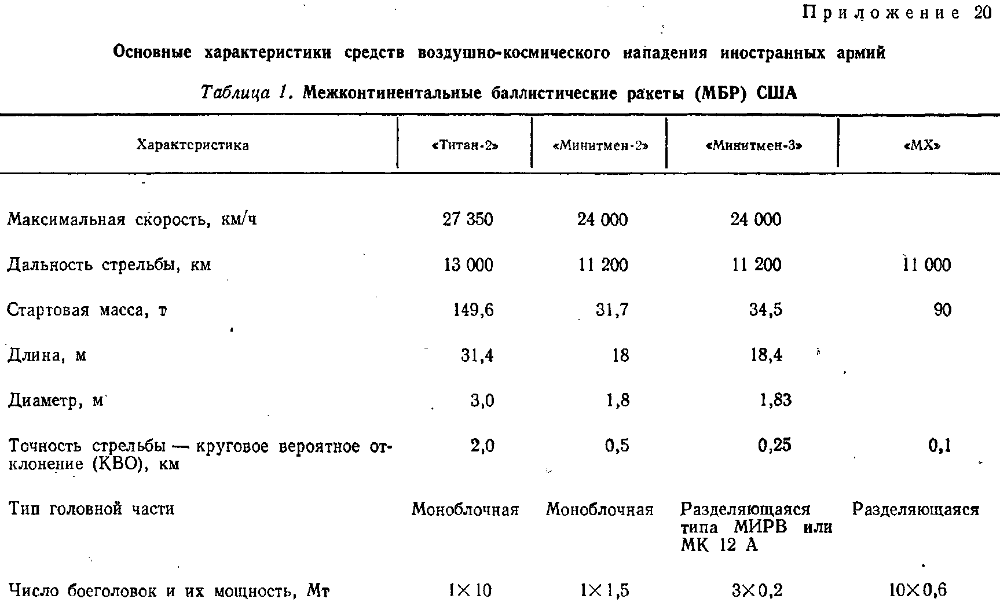 Приложение 20
Основные характеристики средств воздушно-космического нападения иностранных армий
Таблица 1. Межконтинентальные баллистические ракеты (МБР) США
Характеристика «Титан-2» «Минитмен-2» «Минитмен-3» «МХ»
Максимальная скорость, км/ч 27 350 24 000 24 000
Дальность стрельбы, км 13 000 11 200 11 200 11 000
Стартовая масса, т 149,6 31,7 34,5 90
Длина, м 31,4 18 18,4
Диаметр, м 3,0 1,8 1,83
Точность стрельбы — круговое вероятное от- 2,0 0,5 0,25 0,1
клонение (КВО), км
Тип головной части Моноблочная Моноблочная Разделяющаяся Разделяющаяся
типа МИРВ или
МК 12 А
Число боеголовок и их мощность, Мт 1×10 1×1,5 3×0,2 10×0,6